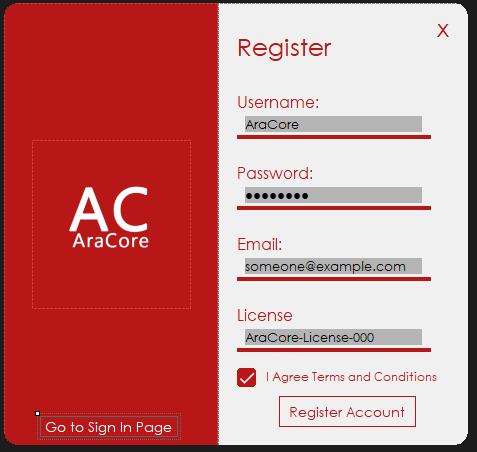 AC
AraCore
Go to Sign In Page
X
Register
Username:
AraCore
Password:
●●●●●●●●
Email:
someone@example.com
License
AraCore-License-000
I Agree Terms and Conditions
Register Account